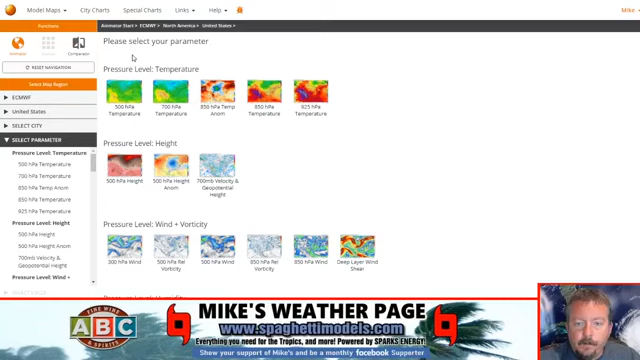 Model Maps
City Charts
Special Charts
Links
Help
Mike
Functions
Animator Start > ECMWF > North America > United States
Animator
Comparator
RESET NAVIGATION
Select Map Region
ECMWF
United States
SELECT CITY
SELECT PARAMETER
Pressure Level: Temperature
500 hPa Temperature
700 hPa Temperature
850 hPa Temp Anom
850 hPa Temperature
925 hPa Temperature
Pressure Level: Height
500 hPa Height
500 hPa Height Anom
700mb Velocity &
Geopotential Height
Pressure Level: Wind +
Please select your parameter
Pressure Level: Temperature
500 hPa
Temperature
700 hPa
Temperature
850 hPa Temp
Anom
850 hPa
Temperature
925 hPa
Temperature
Pressure Level: Height
500 hPa Height
500 hPa Height
Anom
700mb Velocity &
Geopotential
Height
Pressure Level: Wind + Vorticity
300 hPa Wind
500 hPa Rel
Vorticity
500 hPa Wind
850 hPa Rel
Vorticity
850 hPa Wind
Deep Layer Wind
Shear
FINE WINE
ABC
& SPIRITS
MIKE'S WEATHER PAGE
www.spaghettimodels.com
Everything you need for the Tropics, and more! Powered by SPARKS ENERGY!
Show your support of Mike's and be a monthly facebook Supporter